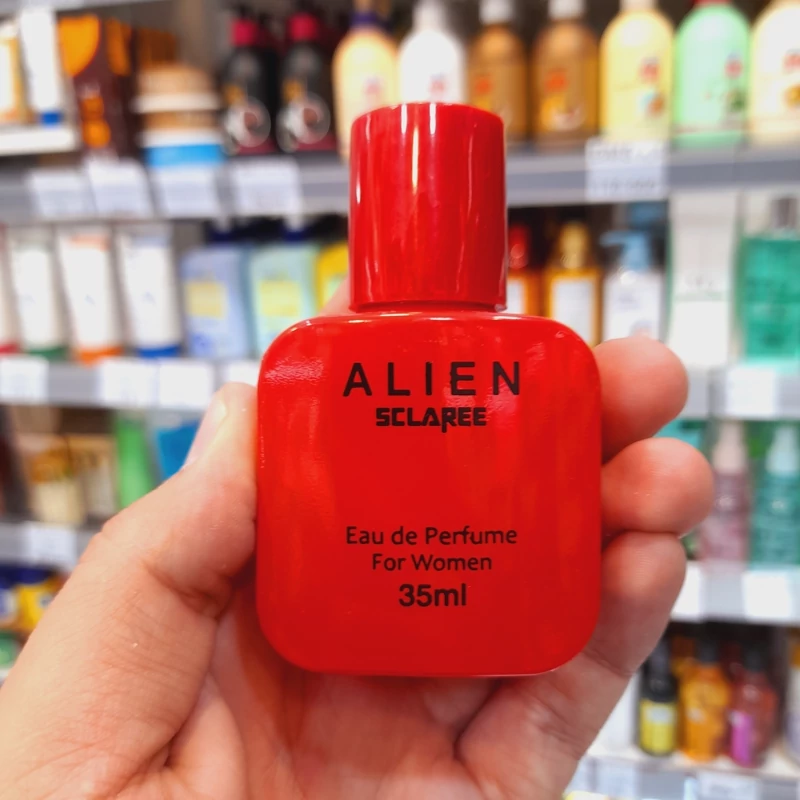 ALIEN
SCLAREE
Eau de Perfume
For Women
35ml